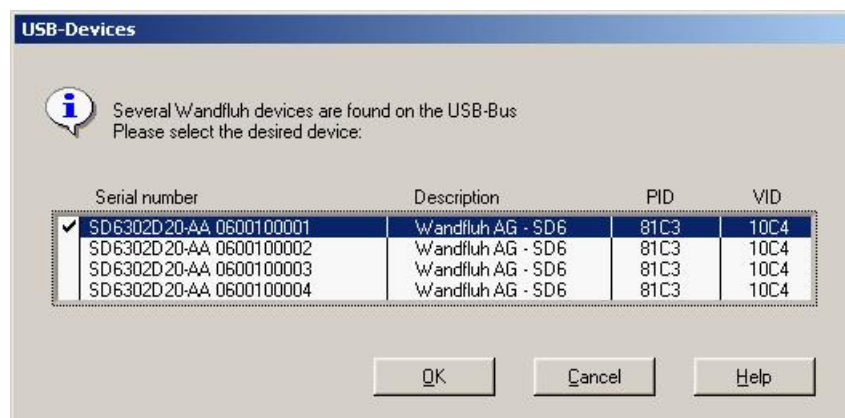 USB-Devices
Several Wandfluh devices are found on the USB-Bus
Please select the desired device:
Serial number Description PID VID
SD6302D20-AA 0600100001 Wandfluh AG - SD6 81C3 10C4
SD6302D20-AA 0600100002 Wandfluh AG - SD6 81C3 10C4
SD6302D20-AA 0600100003 Wandfluh AG - SD6 81C3 10C4
SD6302D20-AA 0600100004 Wandfluh AG - SD6 81C3 10C4
OK Cancel Help